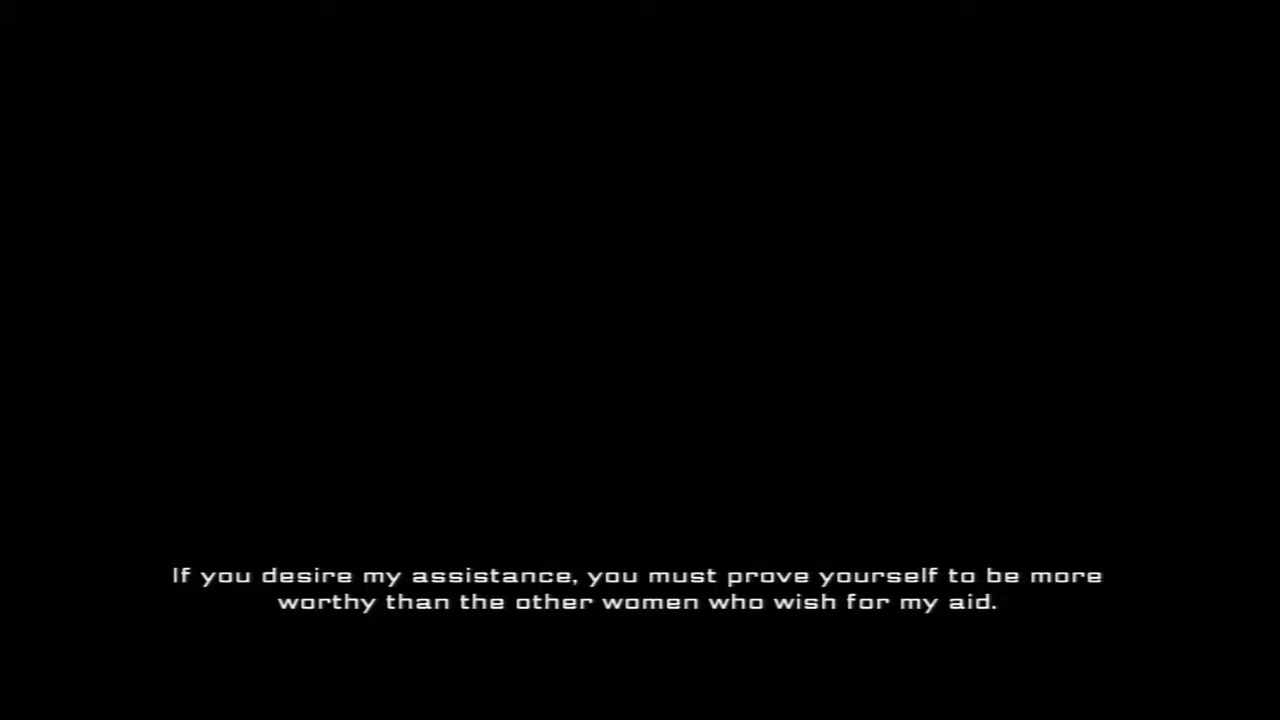 If you desire my assistance, you must prove yourself to be more
worthy than the other women who wish for my aid.